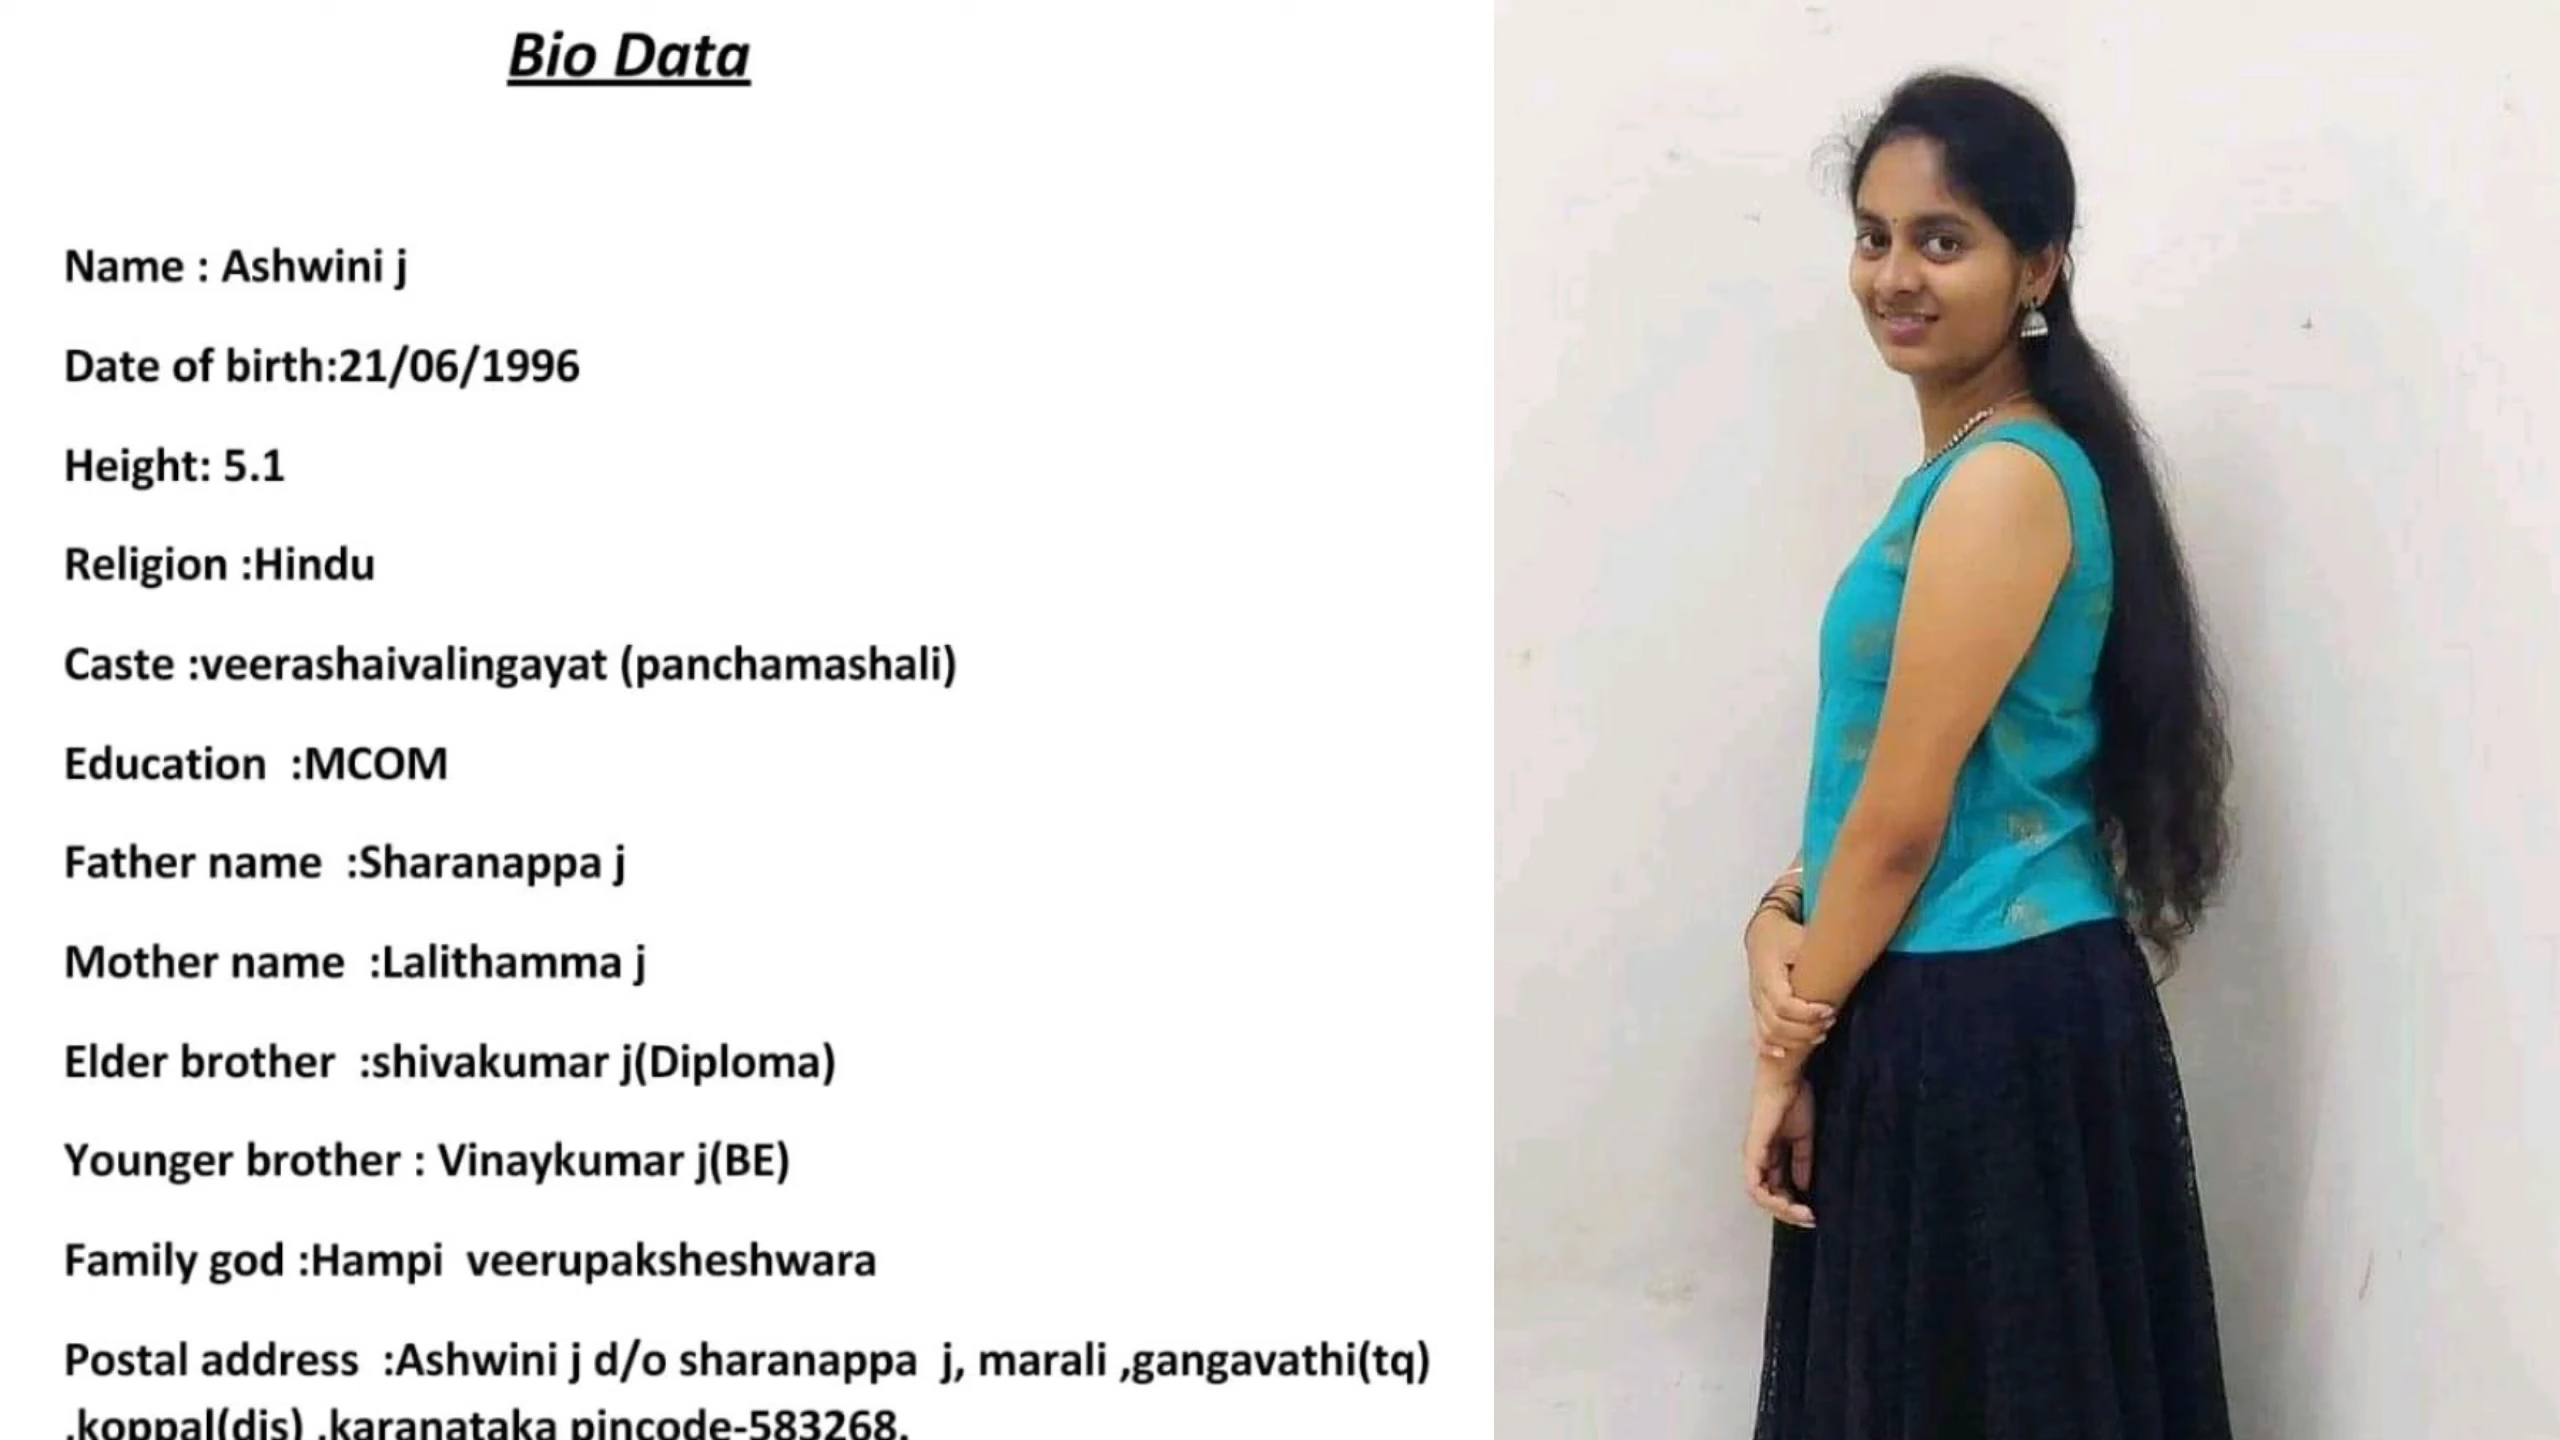 Bio Data
Name : Ashwini j
Date of birth:21/06/1996
Height: 5.1
Religion :Hindu
Caste :veerashaivalingayat (panchamashali)
Education  :MCOM
Father name  :Sharanappa j
Mother name  :Lalithamma j
Elder brother  :shivakumar j(Diploma)
Younger brother : Vinaykumar j(BE)
Family god :Hampi  veerupaksheshwara
Postal address  :Ashwini j d/o sharanappa  j, marali ,gangavathi(tq)
,koppal(dis) ,karanataka pincode-583268.